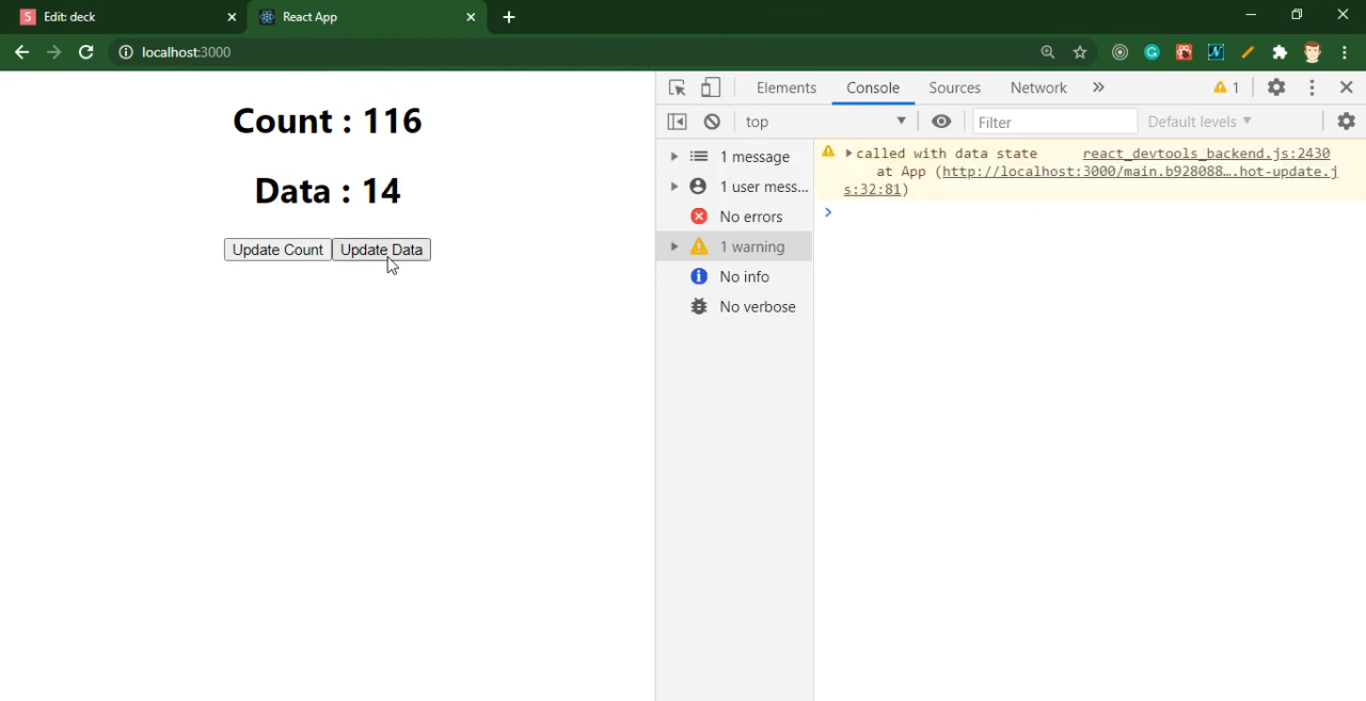 S Edit: deck
React App
localhost:3000
Count : 116
Data : 14
Update Count Update Data
Elements Console Sources Network » 1
top Filter Default levels
1 message
1 user mess...
No errors
1 warning
No info
No verbose
called with data state react_devtools_backend.js:2430
at App (http://localhost:3000/main.b928088….hot-update.j
s:32:81)